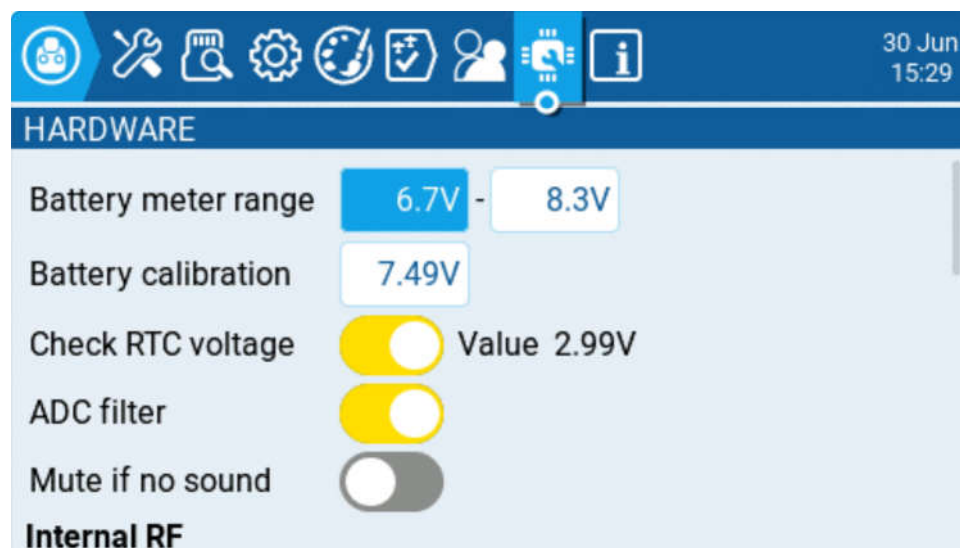 30 Jun
15:29
HARDWARE
Battery meter range 6.7V - 8.3V
Battery calibration 7.49V
Check RTC voltage Value 2.99V
ADC filter
Mute if no sound
Internal RF